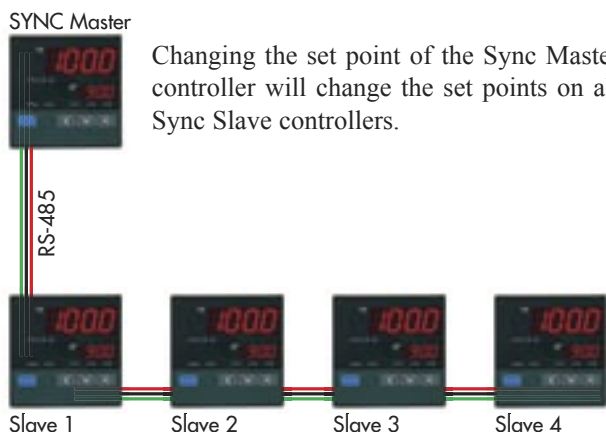 SYNC Master
Changing the set point of the Sync Maste
controller will change the set points on a
Sync Slave controllers.
1000
900
RS-485
1000
900
1000
900
1000
900
1000
900
Slave 1
Slave 2
Slave 3
Slave 4